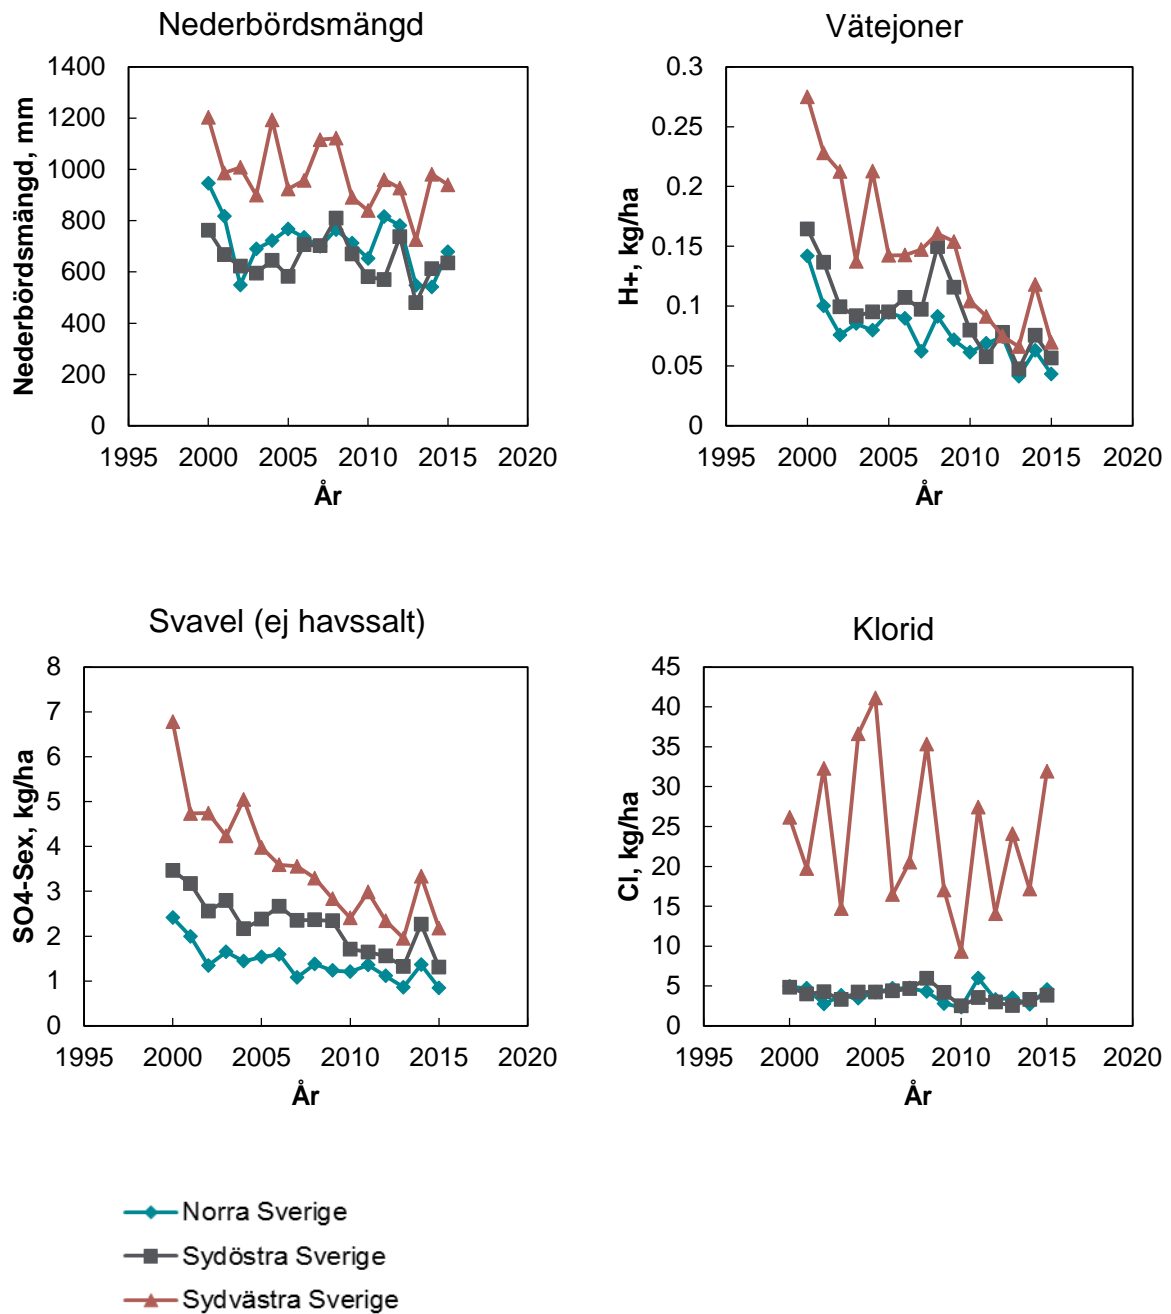 Nederbördsmängd
1400
1200
1000
800
600
400
200
0
1995 2000 2005 2010 2015 2020
Nederbördsmängd, mm
År
Vätejoner
0.3
0.25
0.2
0.15
0.1
0.05
0
1995 2000 2005 2010 2015 2020
H+, kg/ha
År
Svavel (ej havssalt)
8
7
6
5
4
3
2
1
0
1995 2000 2005 2010 2015 2020
SO4-Sex, kg/ha
År
Klorid
45
40
35
30
25
20
15
10
5
0
1995 2000 2005 2010 2015 2020
Cl, kg/ha
År
Norra Sverige
Sydöstra Sverige
Sydvästra Sverige